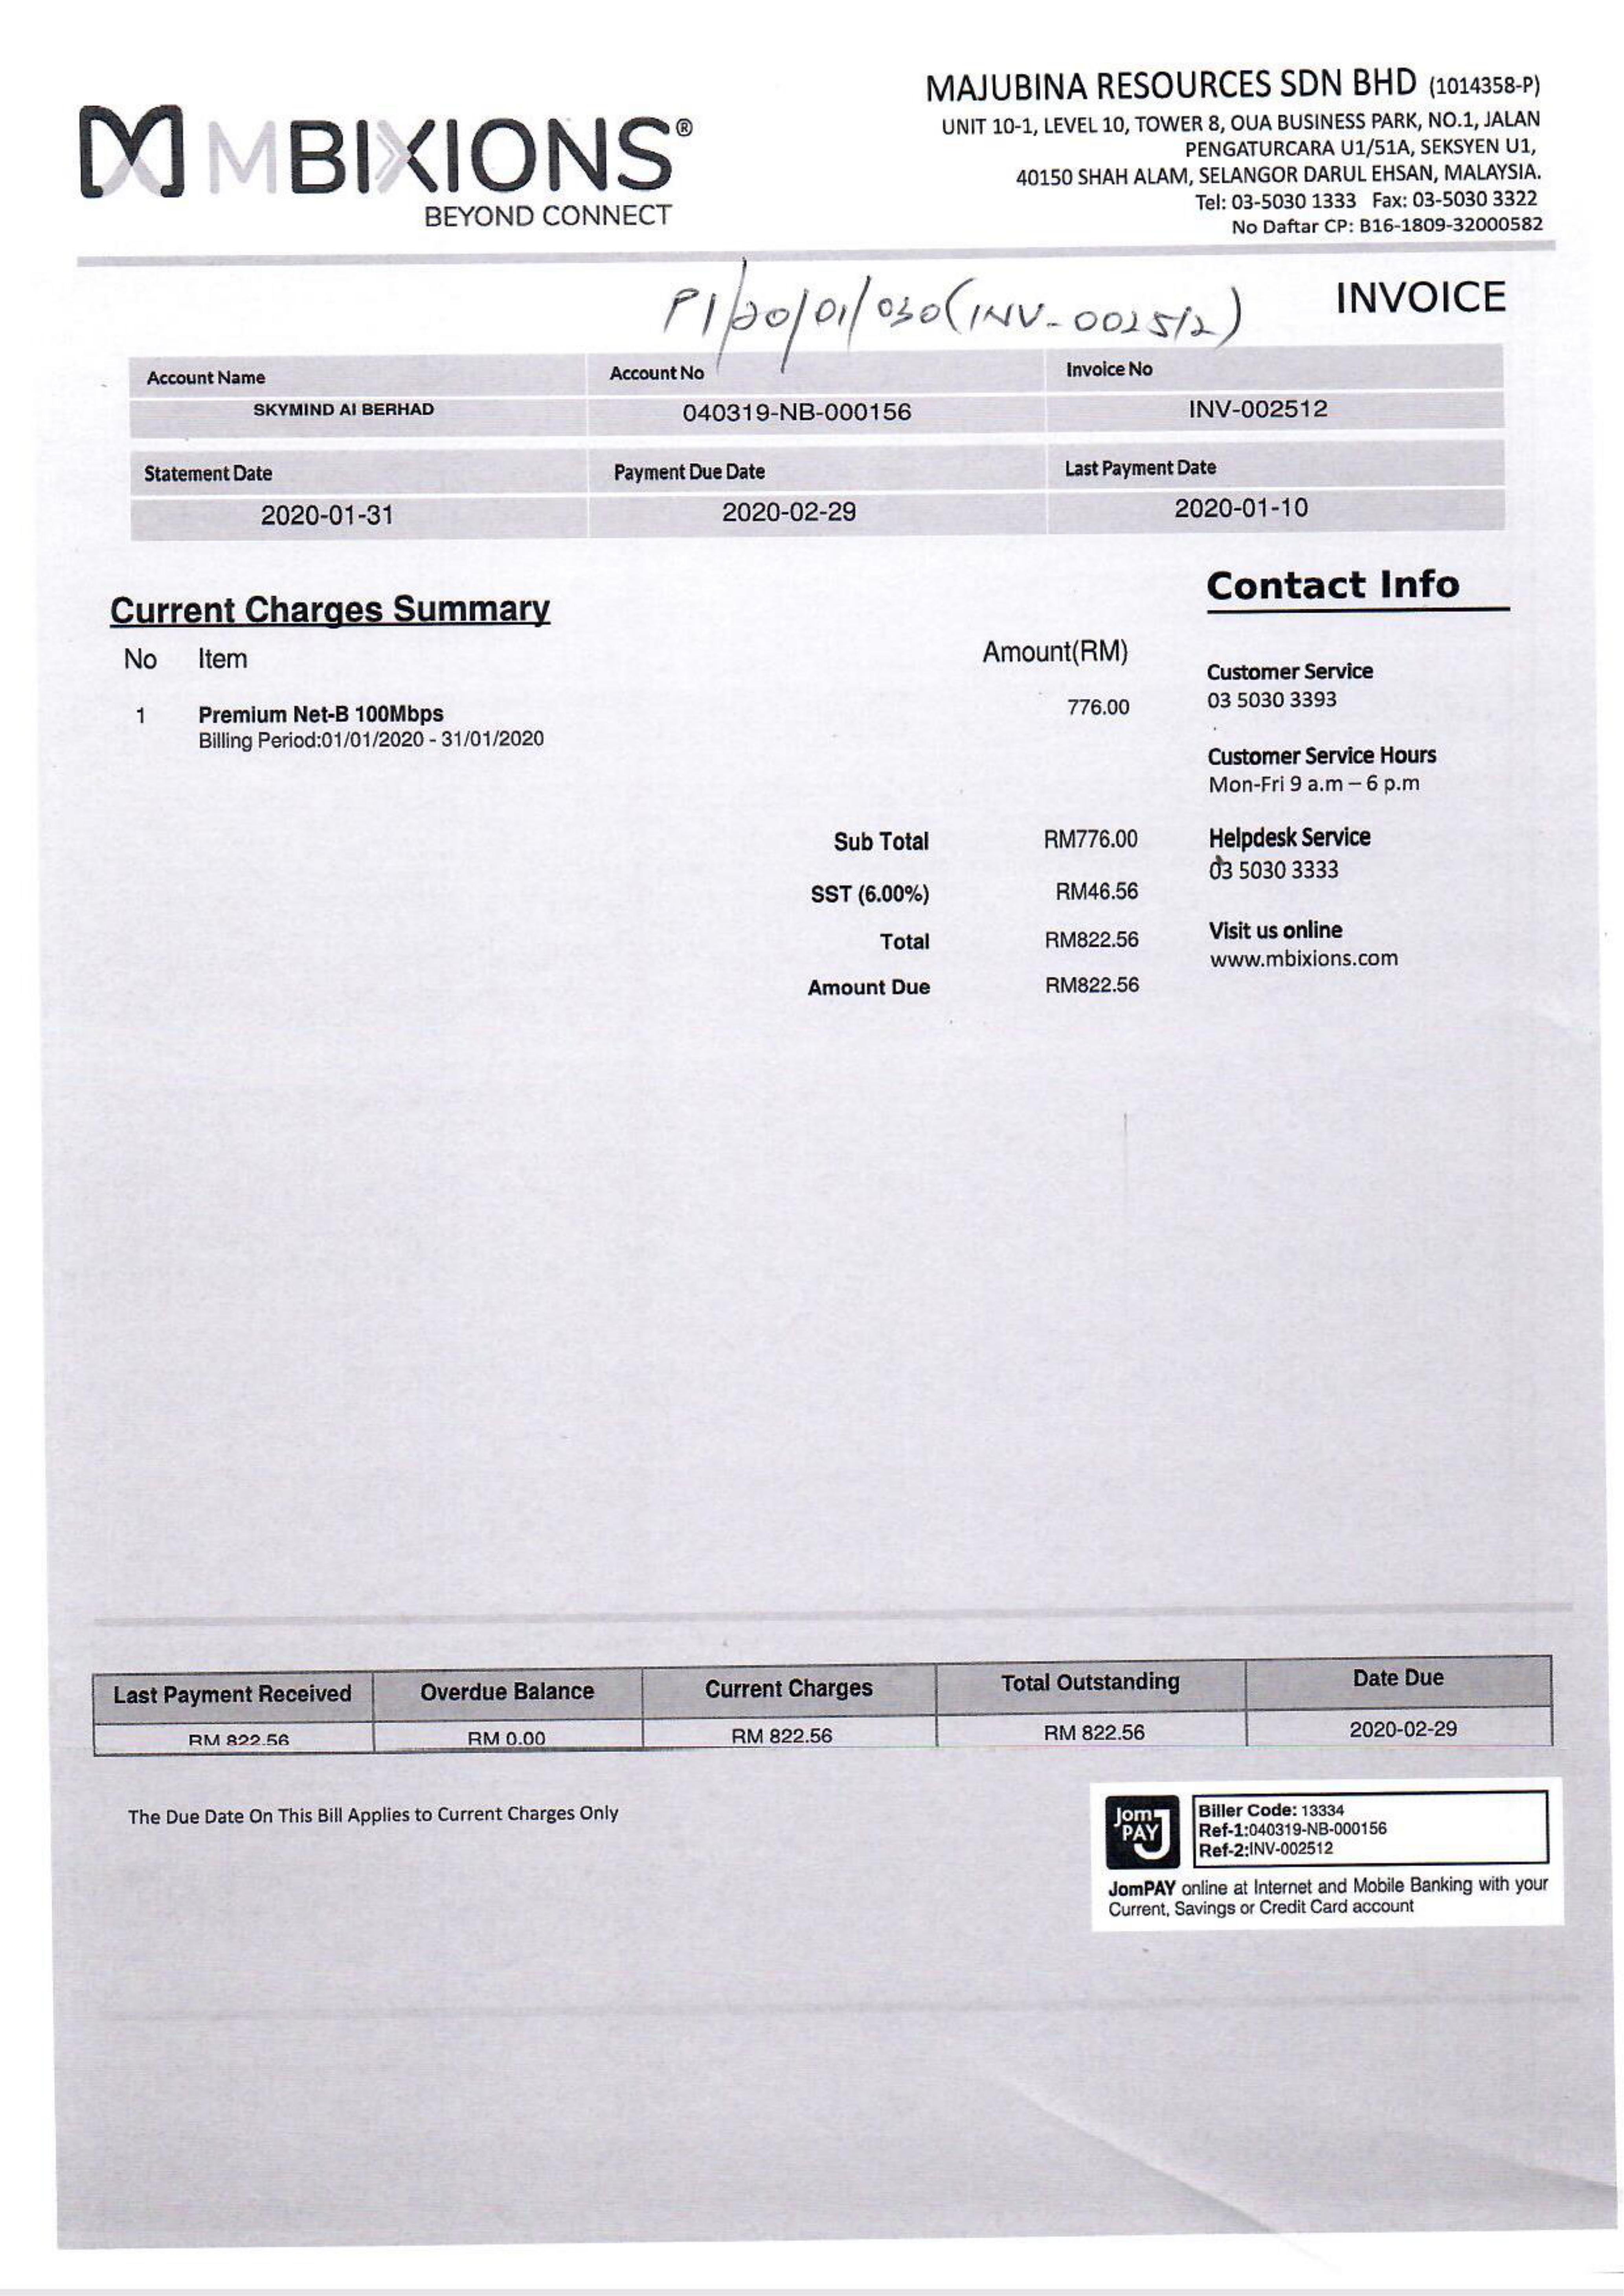 MBIXIONS®
BEYOND CONNECT
MAJUBINA RESOURCES SDN BHD (1014358-P)
UNIT 10-1, LEVEL 10, TOWER 8, OUA BUSINESS PARK, NO.1, JALAN
PENGATURCARA U1/51A, SEKSYEN U1,
40150 SHAH ALAM, SELANGOR DARUL EHSAN, MALAYSIA.
Tel: 03-5030 1333 Fax: 03-5030 3322
No Daftar CP: B16-1809-32000582
PI/20/01/030(INV-002512)
INVOICE
Account Name Account No Invoice No
SKYMIND AI BERHAD 040319-NB-000156 INV-002512
Statement Date Payment Due Date Last Payment Date
2020-01-31 2020-02-29 2020-01-10
Current Charges Summary
No Item Amount(RM)
1 Premium Net-B 100Mbps 776.00
Billing Period:01/01/2020 - 31/01/2020
Sub Total RM776.00
SST (6.00%) RM46.56
Total RM822.56
Amount Due RM822.56
Contact Info
Customer Service
03 5030 3393
Customer Service Hours
Mon-Fri 9 a.m – 6 p.m
Helpdesk Service
03 5030 3333
Visit us online
www.mbixions.com
Last Payment Received Overdue Balance Current Charges Total Outstanding Date Due
RM 822.56 RM 0.00 RM 822.56 RM 822.56 2020-02-29
The Due Date On This Bill Applies to Current Charges Only
Jom
PAY
Biller Code: 13334
Ref-1:040319-NB-000156
Ref-2:INV-002512
JomPAY online at Internet and Mobile Banking with your
Current, Savings or Credit Card account